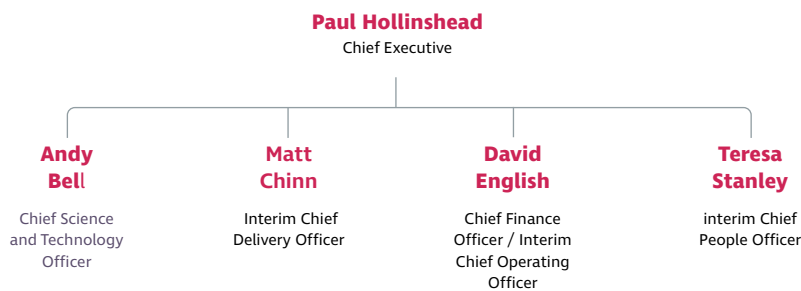 Paul Hollinshead
Chief Executive
Andy
Bell
Chief Science
and Technology
Officer
Matt
Chinn
Interim Chief
Delivery Officer
David
English
Chief Finance
Officer / Interim
Chief Operating
Officer
Teresa
Stanley
interim Chief
People Officer